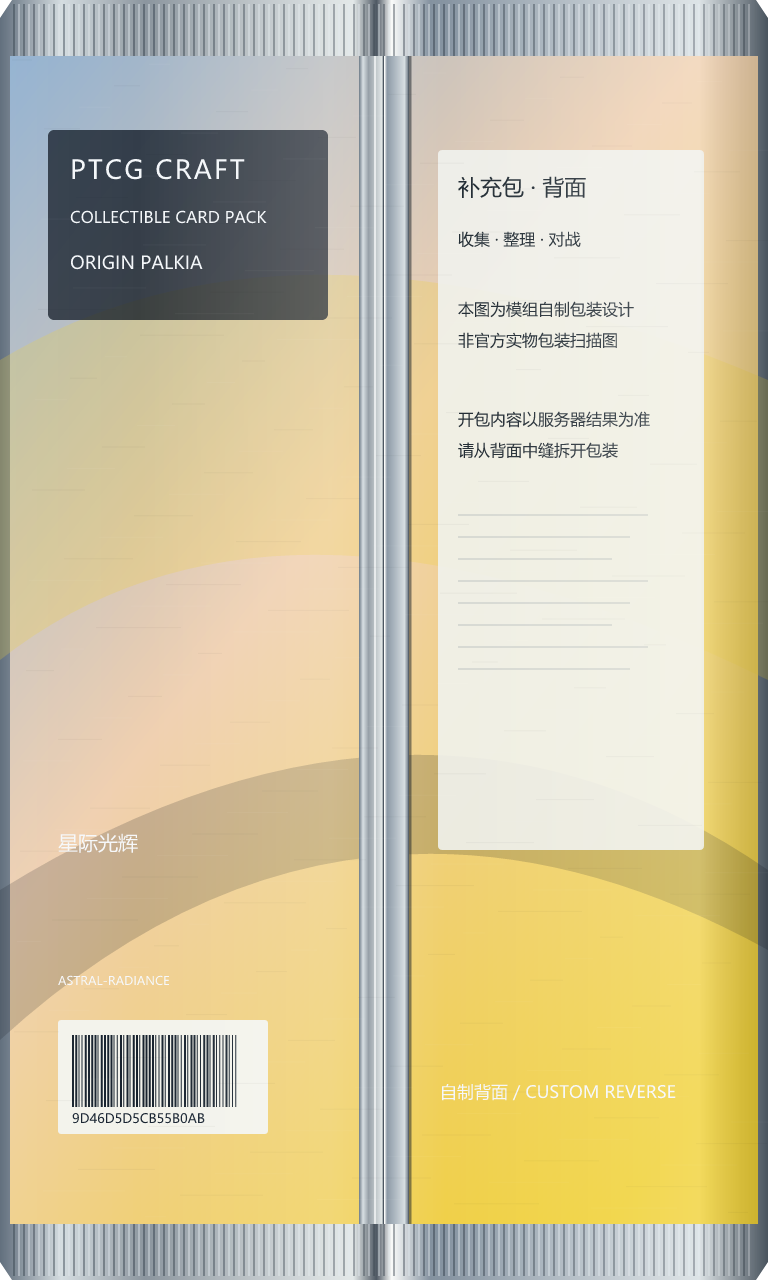 PTCG CRAFT
COLLECTIBLE CARD PACK
ORIGIN PALKIA
补充包 · 背面
收集 · 整理 · 对战
本图为模组自制包装设计
非官方实物包装扫描图
开包内容以服务器结果为准
请从背面中缝拆开包装
星际光辉
ASTRAL-RADIANCE
9D46D5D5CB55B0AB
自制背面 / CUSTOM REVERSE